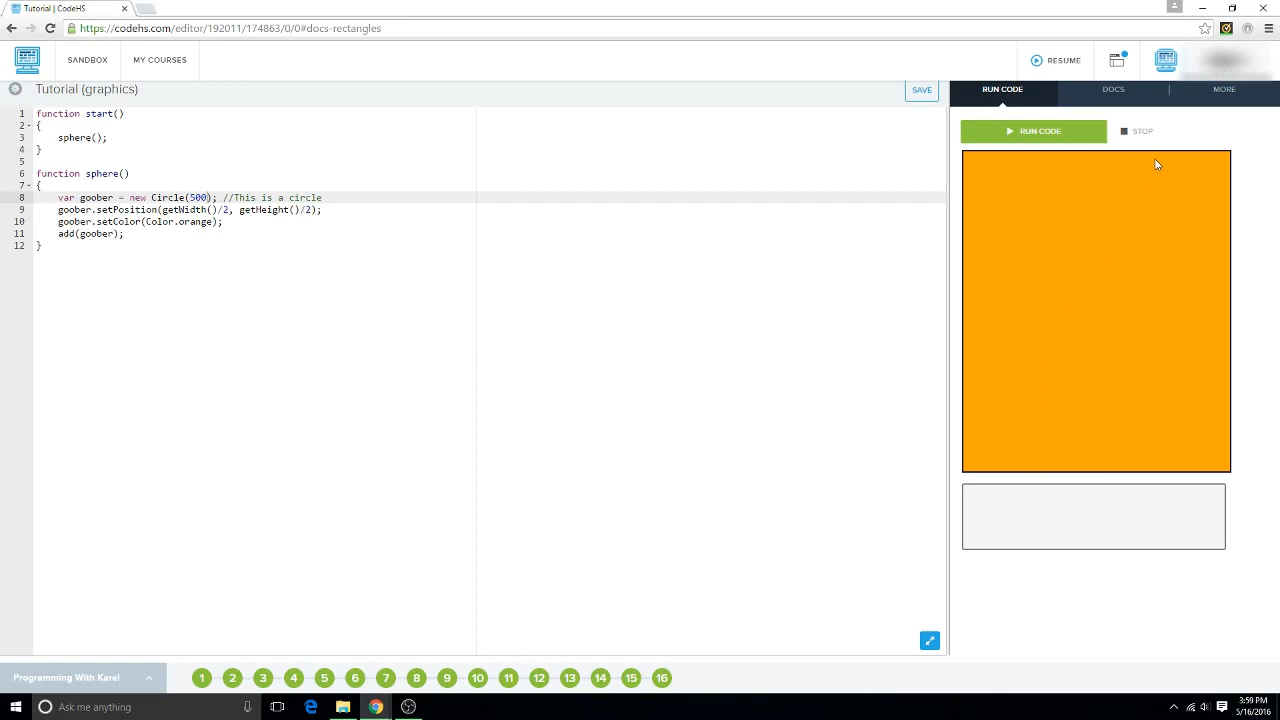 Tutorial | CodeHS
https://codehs.com/editor/192011/174863/0/0#docs-rectangles
SANDBOX
MY COURSES
RESUME
Tutorial (graphics)
SAVE
RUN CODE
DOCS
MORE
RUN CODE
STOP
1 function start()
2 {
3 sphere();
4 }
5
6 function sphere()
7 {
8 var goober = new Circle(500); //This is a circle
9 goober.setPosition(getWidth()/2, getHeight()/2);
10 goober.setColor(Color.orange);
11 add(goober);
12 }
Programming With Karel
1 2 3 4 5 6 7 8 9 10 11 12 13 14 15 16
Ask me anything
3:59 PM
5/16/2016